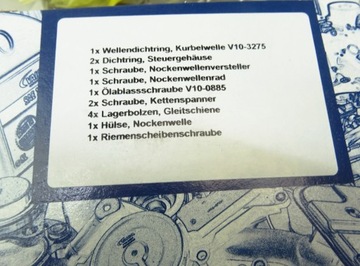 1x Wellendichtring, Kurbelwelle V10-3275
2x Dichtring, Steuergehäuse
1x Schraube, Nockenwellenversteller
1x Schraube, Nockenwellenrad
1x Ölablassschraube V10-0885
2x Schraube, Kettenspanner
4x Lagerbolzen, Gleitschiene
1x Hülse, Nockenwelle
1x Riemenscheibenschraube